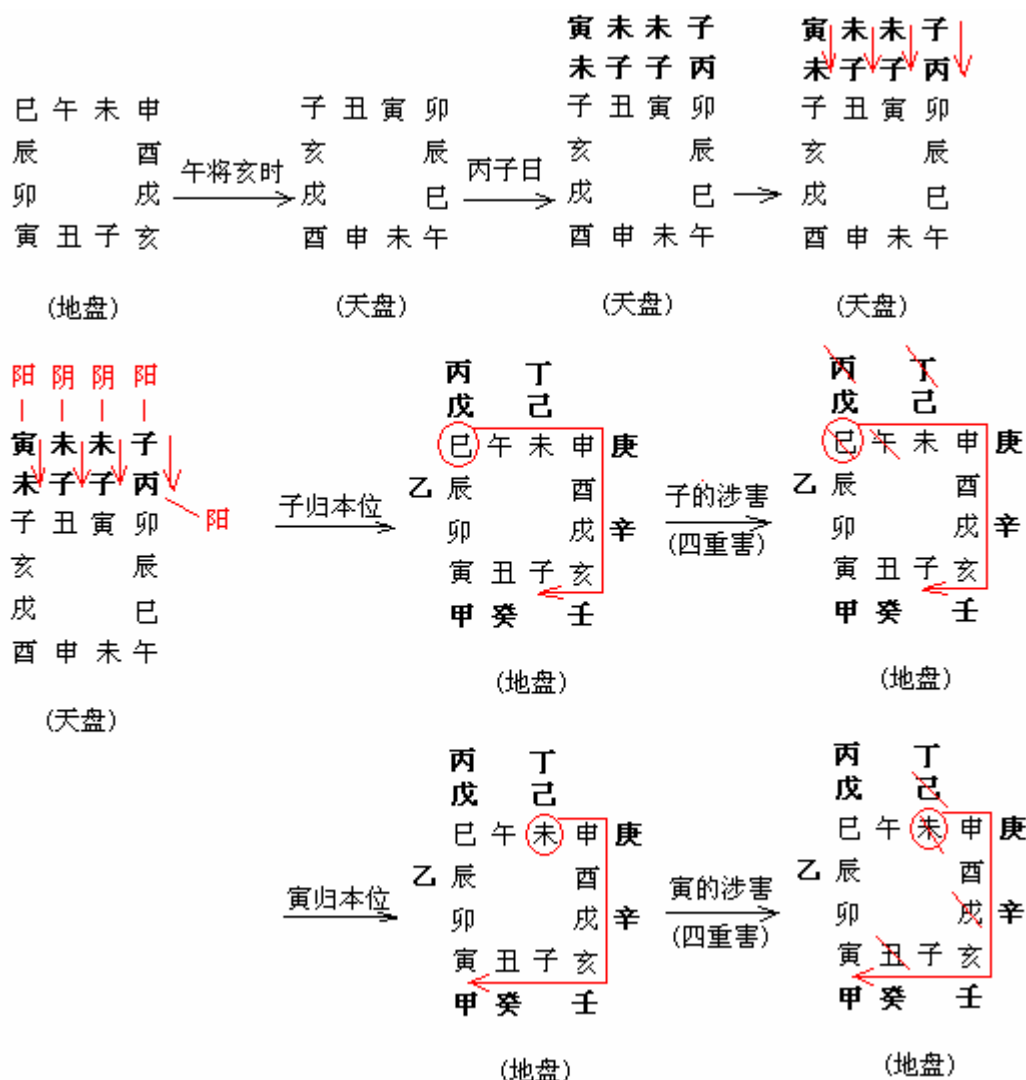 寅 未 未 子
未 子 子 丙
寅 未 未 子
未 子 子 丙
巳 午 未 申
辰 酉
卯 戌
寅 丑 子 亥
(地盘)
午将亥时
子 丑 寅 卯
亥 辰
戌 巳
酉 申 未 午
(天盘)
丙子日
子 丑 寅 卯
亥 辰
戌 巳
酉 申 未 午
(天盘)
子 丑 寅 卯
亥 辰
戌 巳
酉 申 未 午
(天盘)
阳 阴 阴 阳
寅 未 未 子
未 子 子 丙
阳
子 丑 寅 卯
亥 辰
戌 巳
酉 申 未 午
(天盘)
子归本位
丙 丁
戊 己
巳 午 未 申 庚
乙 辰 酉
卯 戌 辛
寅 丑 子 亥
甲 癸 壬
(地盘)
子的涉害
(四重害)
丙 丁
戊 己
巳 午 未 申 庚
乙 辰 酉
卯 戌 辛
寅 丑 子 亥
甲 癸 壬
(地盘)
寅归本位
丙 丁
戊 己
巳 午 未 申 庚
乙 辰 酉
卯 戌 辛
寅 丑 子 亥
甲 癸 壬
(地盘)
寅的涉害
(四重害)
丙 丁
戊 己
巳 午 未 申 庚
乙 辰 酉
卯 戌 辛
寅 丑 子 亥
甲 癸 壬
(地盘)